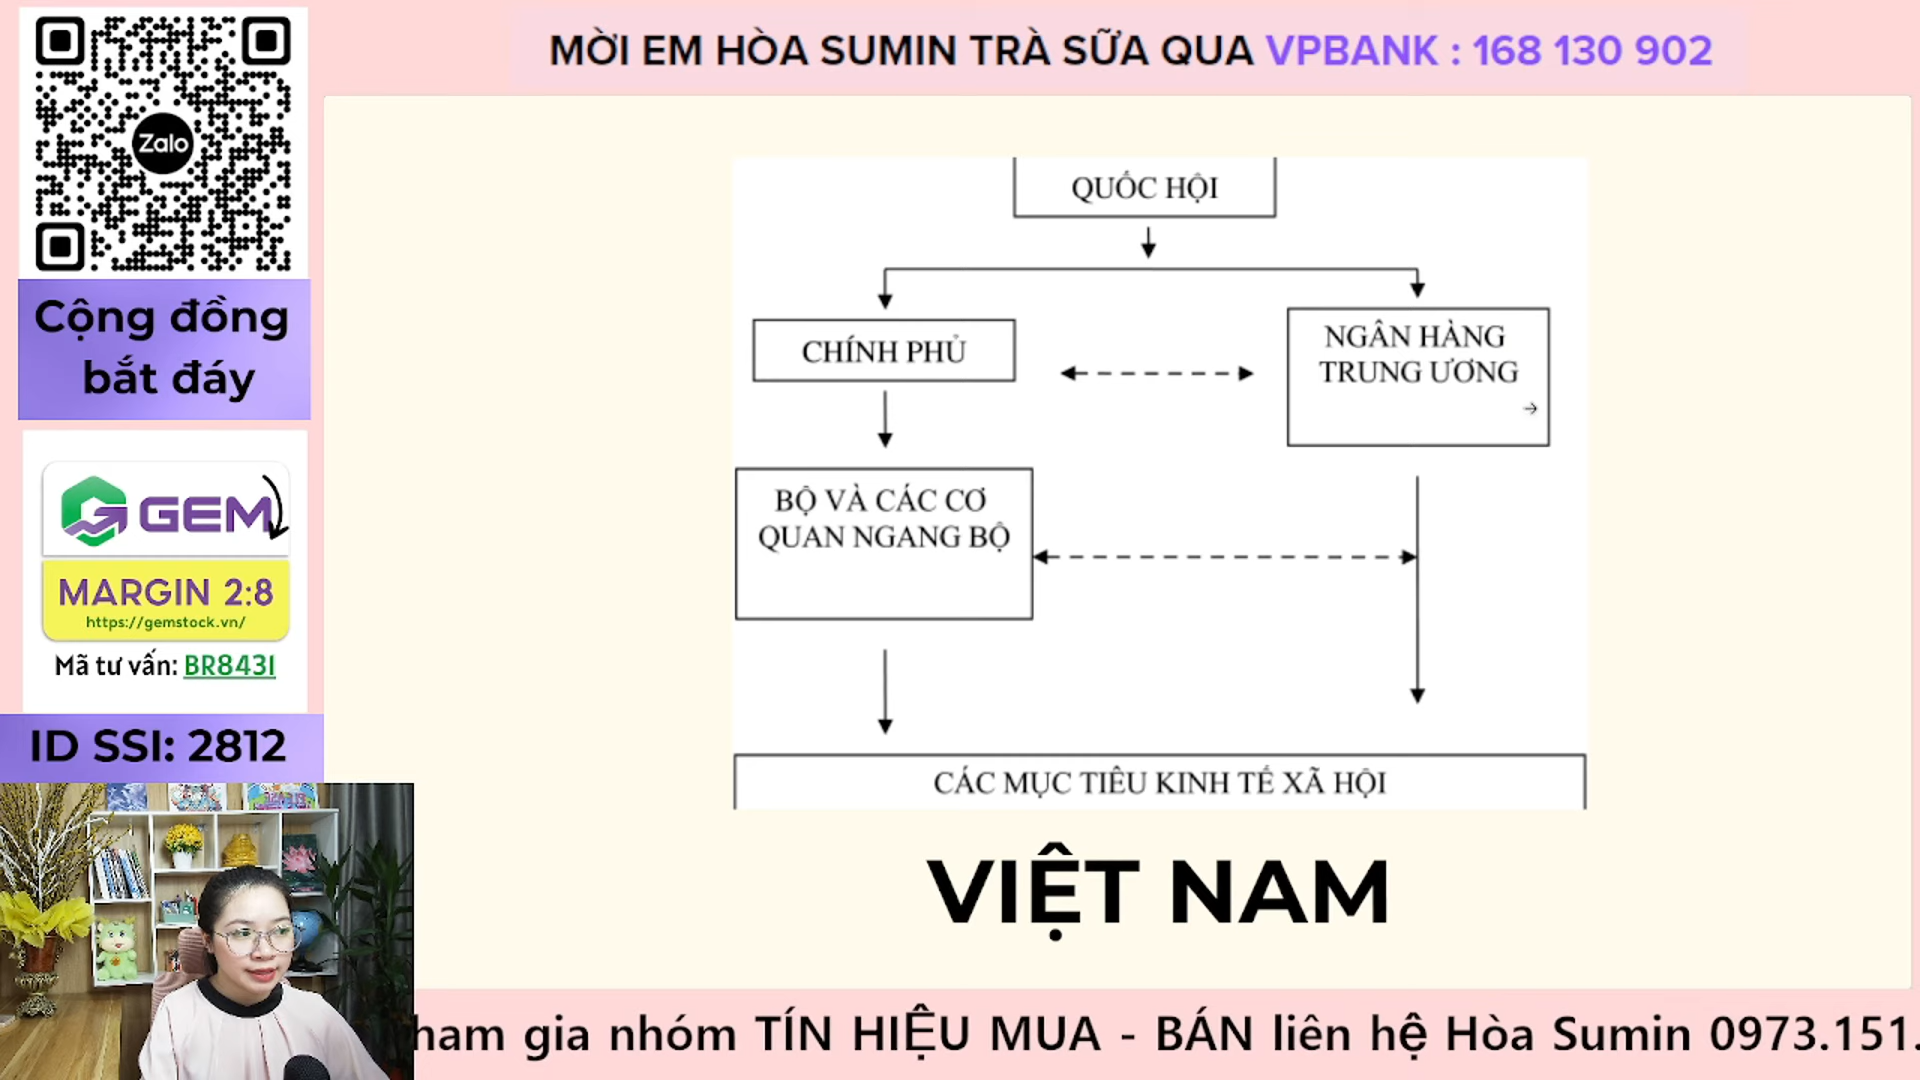 MỜI EM HÒA SUMIN TRÀ SỮA QUA VPBANK : 168 130 902
Zalo
Cộng đồng
bắt đáy
GEM
MARGIN 2:8
https://gemstock.vn/
Mã tư vấn: BR843I
ID SSI: 2812
QUỐC HỘI
CHÍNH PHỦ
NGÂN HÀNG
TRUNG ƯƠNG
BỘ VÀ CÁC CƠ
QUAN NGANG BỘ
CÁC MỤC TIÊU KINH TẾ XÃ HỘI
VIỆT NAM
ham gia nhóm TÍN HIỆU MUA - BÁN liên hệ Hòa Sumin 0973.151.